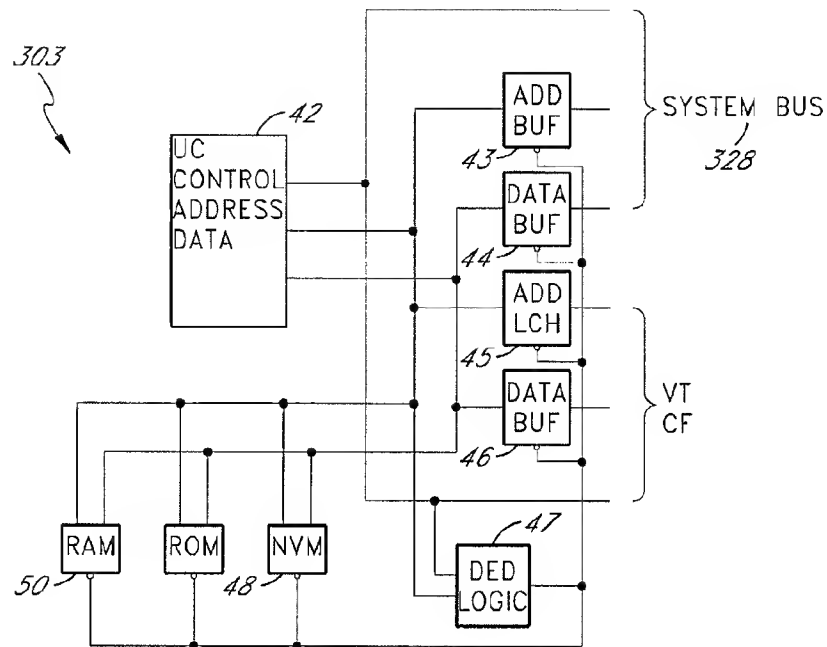 303
42
UC
CONTROL
ADDRESS
DATA
ADD
BUF
43
SYSTEM BUS
328
DATA
BUF
44
ADD
LCH
45
DATA
BUF
46
VT
CF
RAM
50
ROM
NVM
48
47
DED
LOGIC